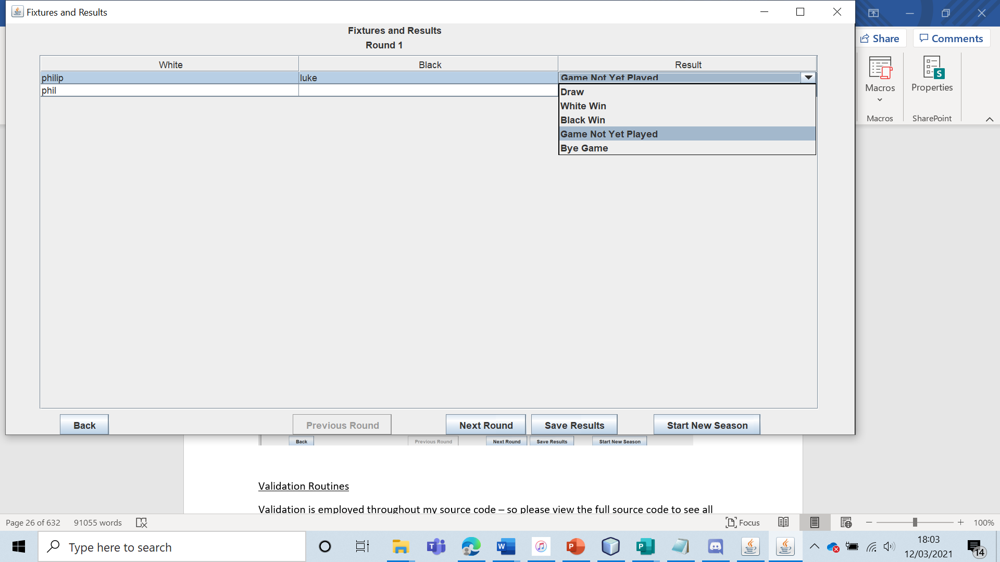 Fixtures and Results
Fixtures and Results
Round 1
White Black Result
philip luke Game Not Yet Played
phil
Draw
White Win
Black Win
Game Not Yet Played
Bye Game
Back Previous Round Next Round Save Results Start New Season
Share Comments
Macros Properties
Macros SharePoint
Back Previous Round Next Round Save Results Start New Season
Validation Routines
Validation is employed throughout my source code – so please view the full source code to see all
Page 26 of 632 91055 words Focus 100%
Type here to search
18:03
12/03/2021
14